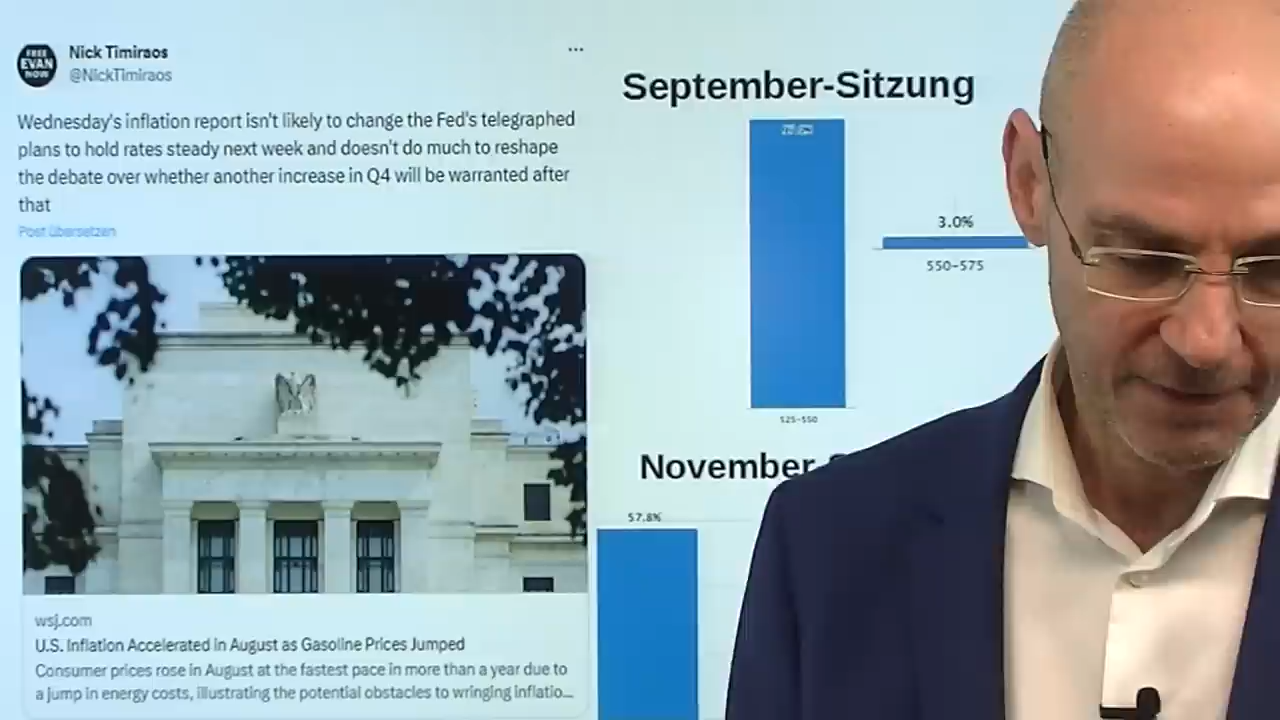 FREE
EVAN
NOW
Nick Timiraos
@NickTimiraos
...
Wednesday's inflation report isn't likely to change the Fed's telegraphed
plans to hold rates steady next week and doesn't do much to reshape
the debate over whether another increase in Q4 will be warranted after
that
Post übersetzen
wsj.com
U.S. Inflation Accelerated in August as Gasoline Prices Jumped
Consumer prices rose in August at the fastest pace in more than a year due to
a jump in energy costs, illustrating the potential obstacles to wringing inflatio...
September-Sitzung
3.0%
550-575
525-550
November
57.8%